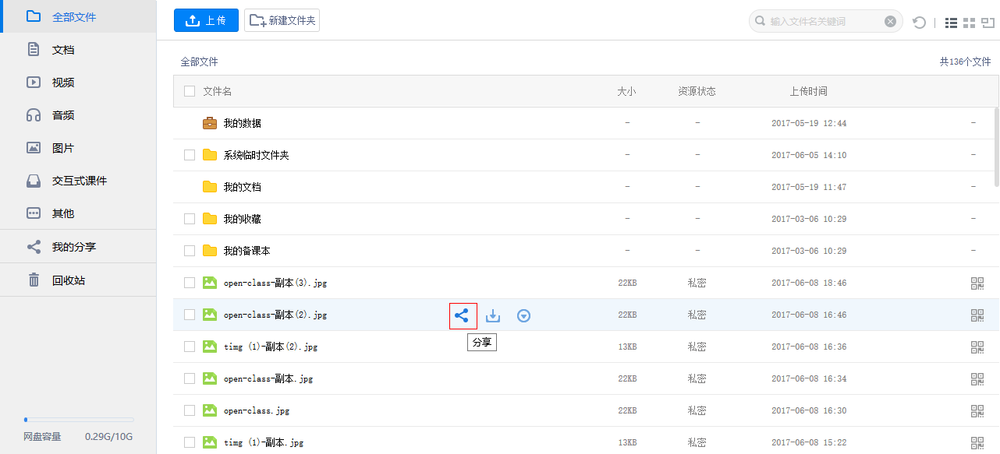 全部文件
文档
视频
音频
图片
交互式课件
其他
我的分享
回收站
网盘容量 0.29G/10G
上传 新建文件夹 输入文件名关键词
全部文件 共136个文件
文件名 大小 资源状态 上传时间
我的数据 - - 2017-05-19 12:44 -
系统临时文件夹 - - 2017-06-05 14:10 -
我的文档 - - 2017-05-19 11:47 -
我的收藏 - - 2017-03-06 10:29 -
我的备课本 - - 2017-03-06 10:29 -
open-class-副本(3).jpg 22KB 私密 2017-06-08 18:46
open-class-副本(2).jpg 22KB 私密 2017-06-08 16:46
分享
timg (1)-副本(2).jpg 13KB 私密 2017-06-08 16:36
open-class-副本.jpg 22KB 私密 2017-06-08 16:34
open-class.jpg 22KB 私密 2017-06-08 16:30
timg (1)-副本.jpg 13KB 私密 2017-06-08 15:22